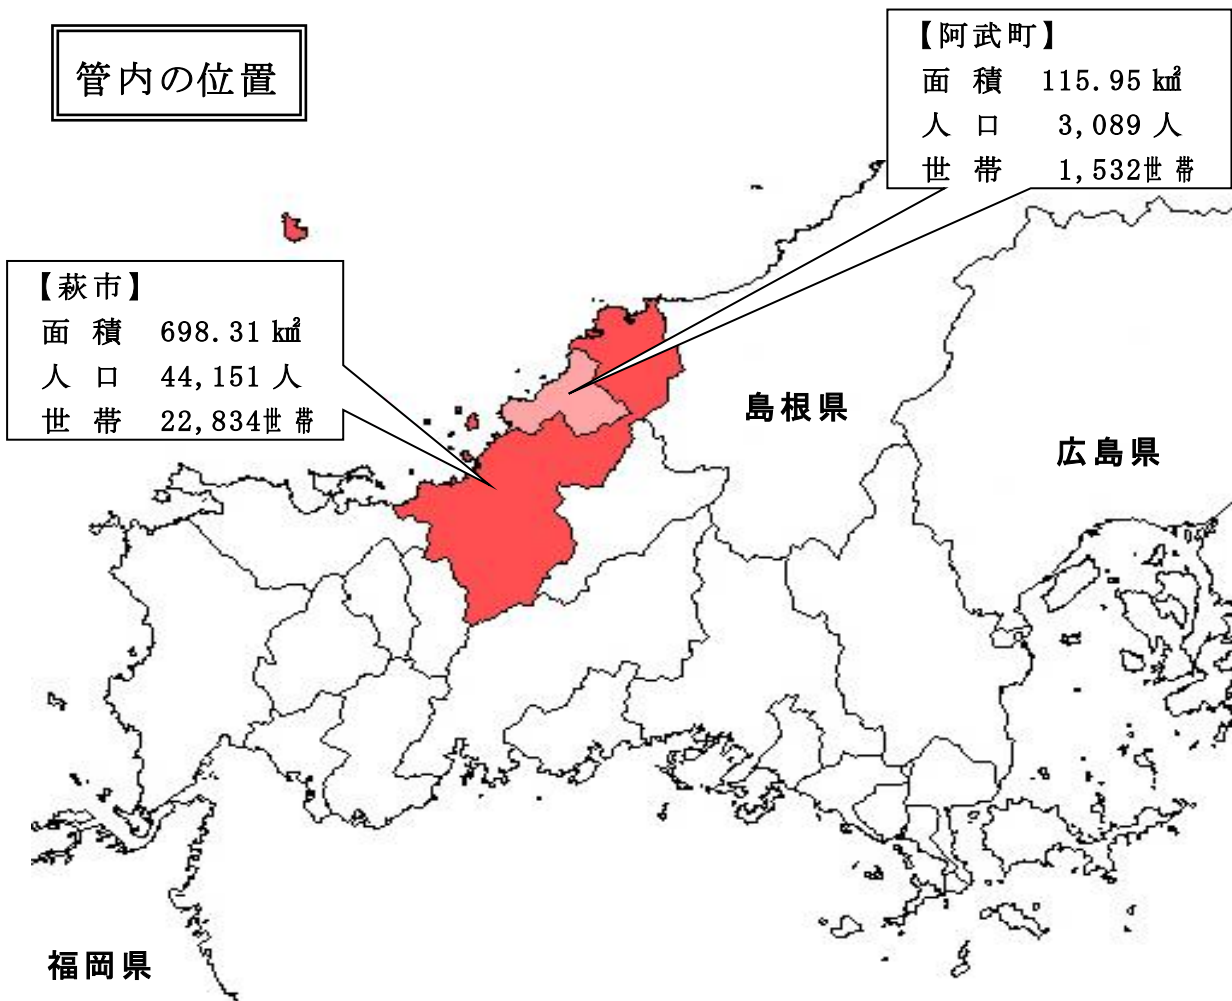 管内の位置
【阿武町】
面 積 115.95 ㎢
人 口 3,089 人
世 帯 1,532世帯
【萩市】
面 積 698.31 ㎢
人 口 44,151 人
世 帯 22,834世帯
島根県
広島県
福岡県